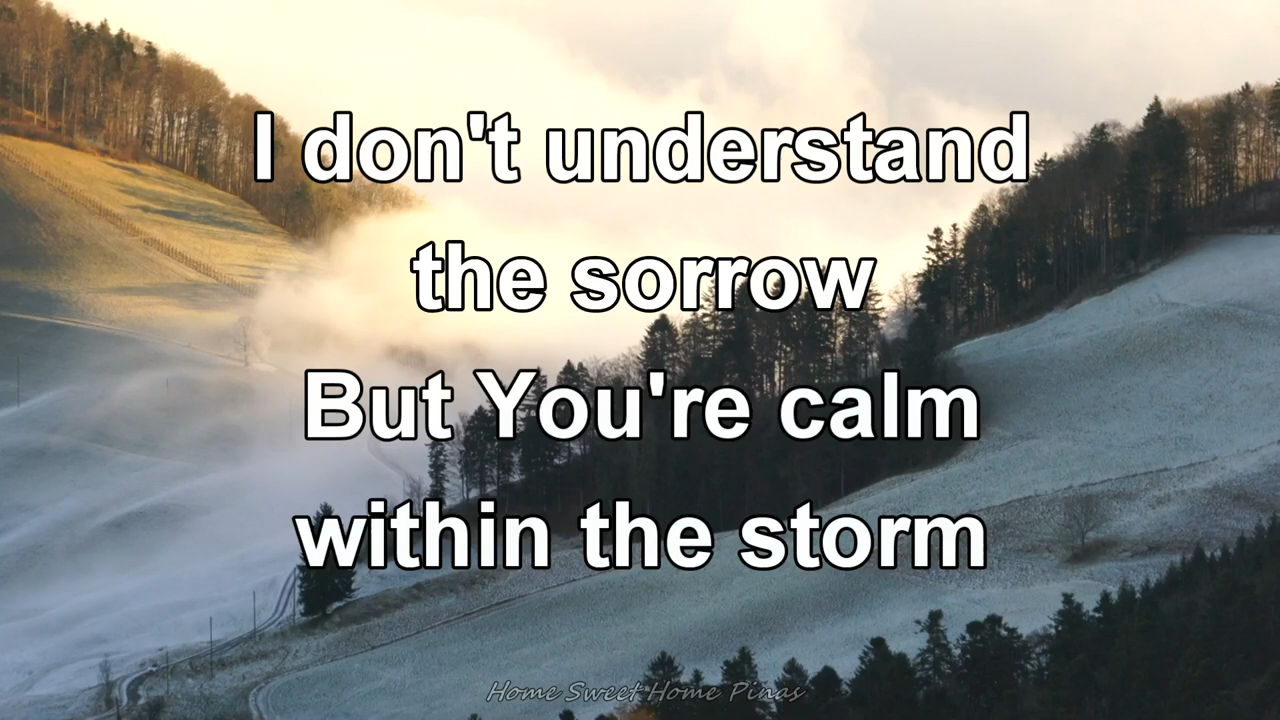 I don't understand
the sorrow
But You're calm
within the storm
Home Sweet Home Pinas